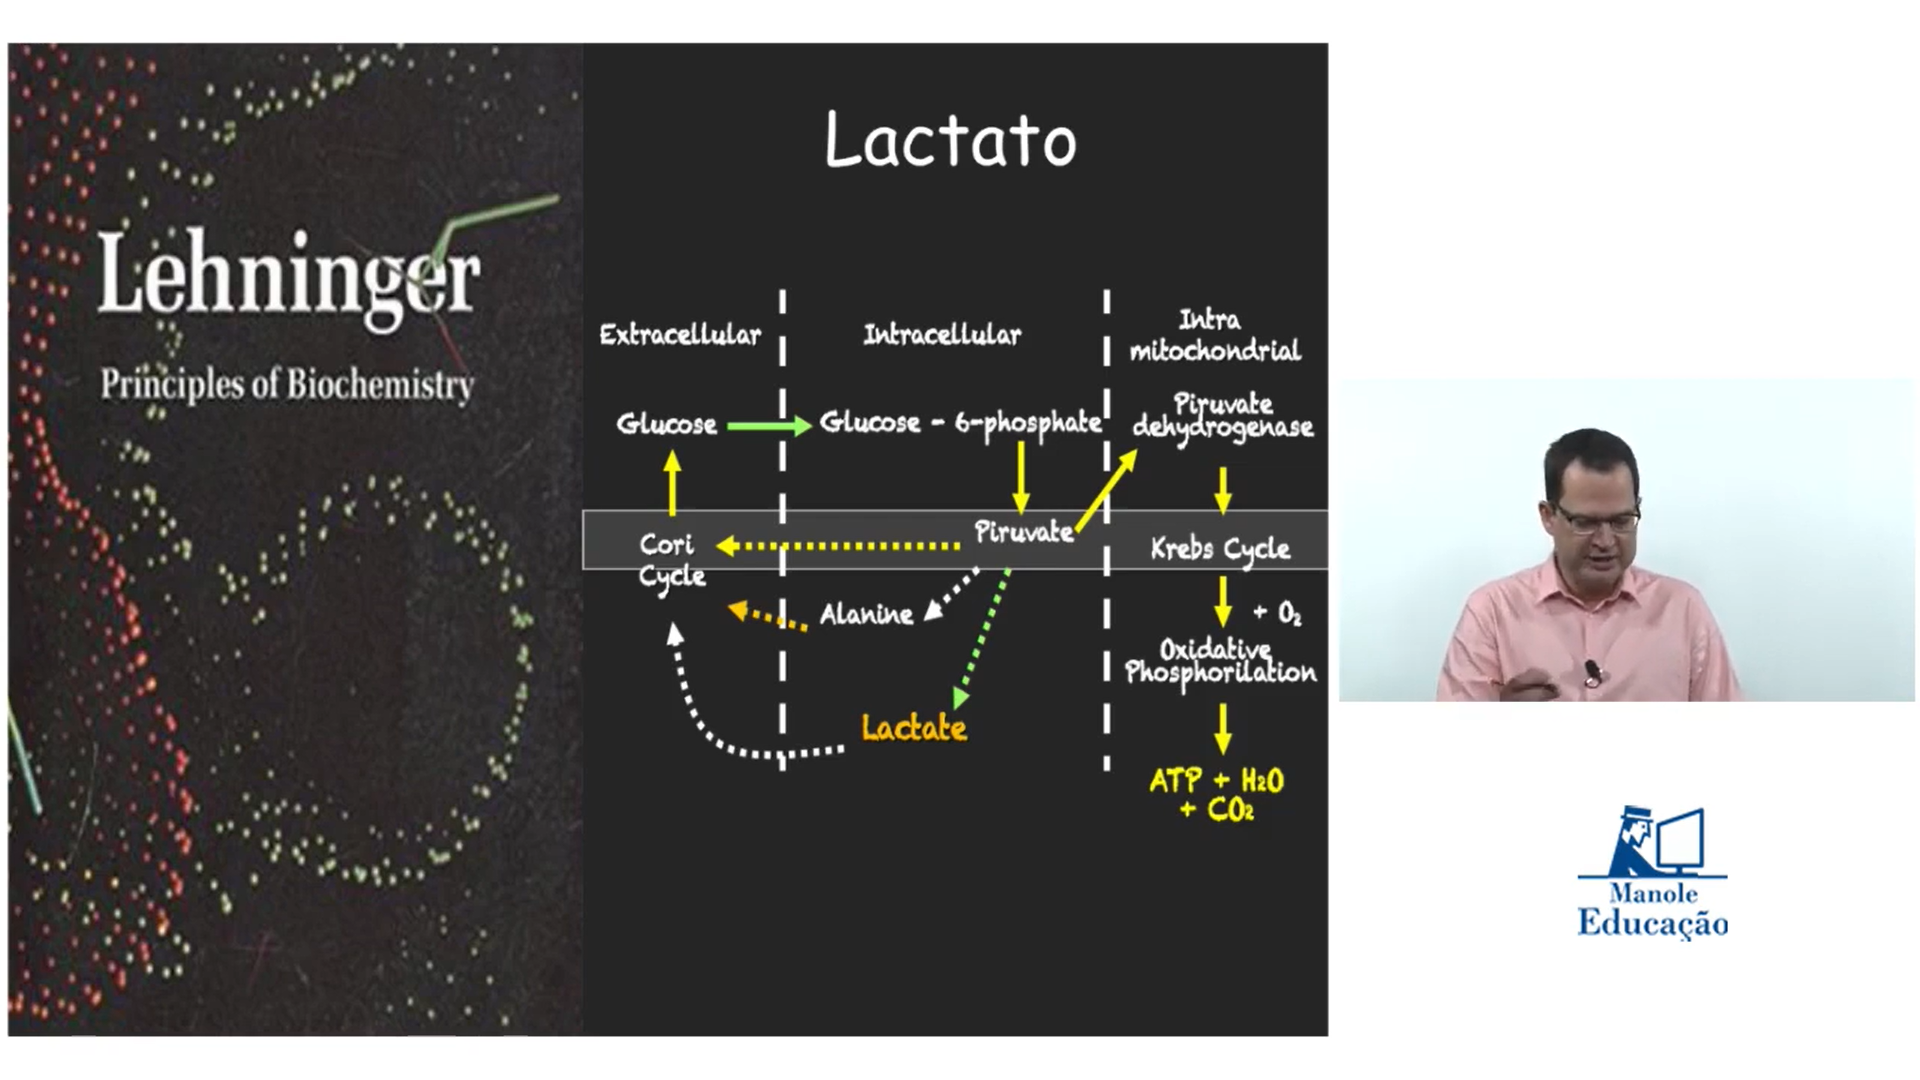 Lehninger
Principles of Biochemistry
Lactato
Extracellular
Intracellular
Intra
mitochondrial
Glucose
Glucose - 6-phosphate
Piruvate
dehydrogenase
Cori
Cycle
Piruvate
Krebs Cycle
Alanine
+ O₂
Oxidative
Phosphorilation
Lactate
ATP + H₂O
+ CO₂
Manole
Educação